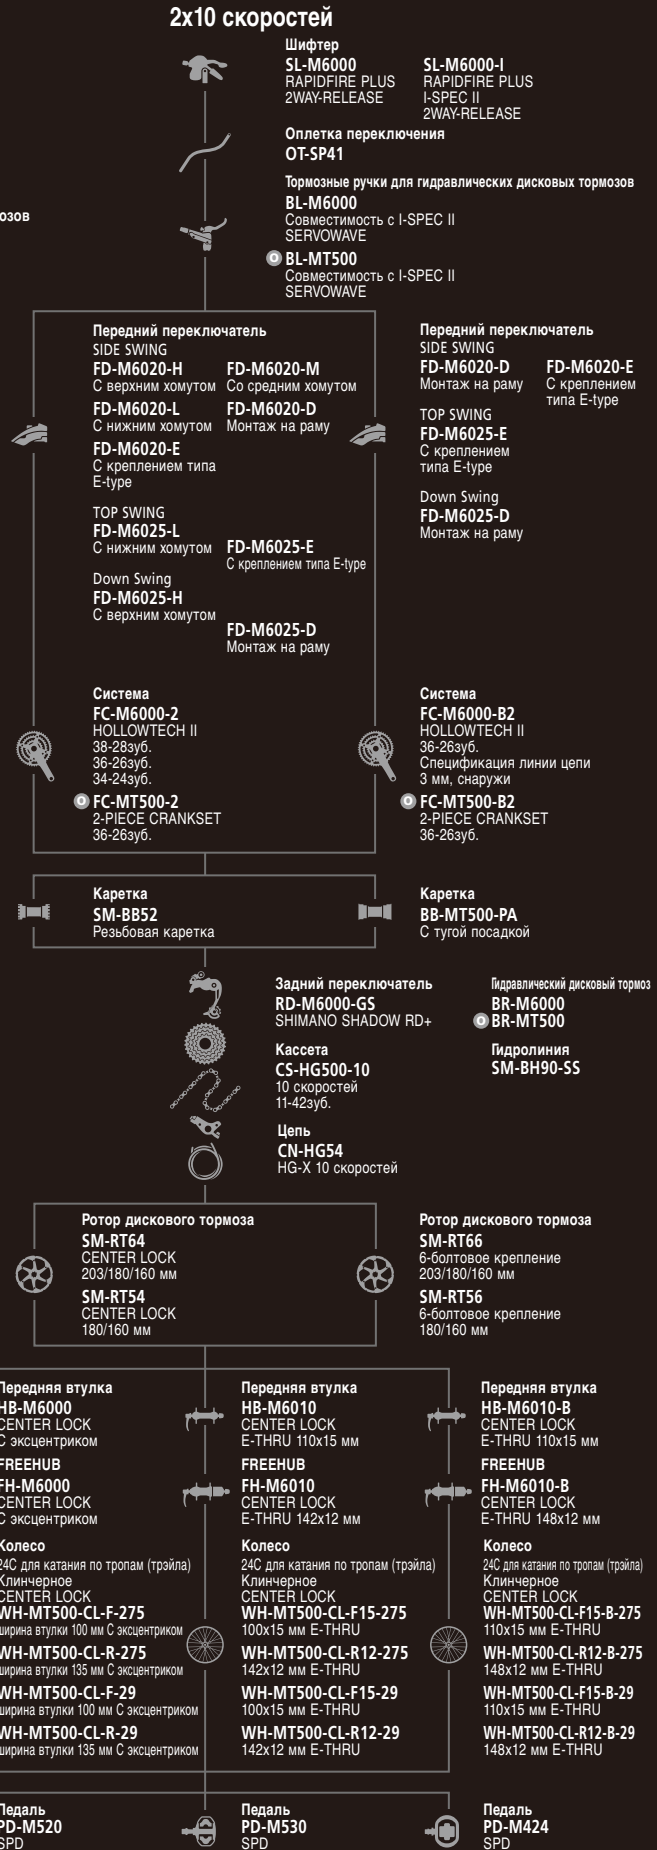 2x10 скоростей
Шифтер
SL-M6000
RAPIDFIRE PLUS
2WAY-RELEASE
SL-M6000-I
RAPIDFIRE PLUS
I-SPEC II
2WAY-RELEASE
Оплетка переключения
OT-SP41
Тормозные ручки для гидравлических дисковых тормозов
BL-M6000
Совместимость с I-SPEC II
SERVOWAVE
O BL-MT500
Совместимость с I-SPEC II
SERVOWAVE
озов
Передний переключатель
SIDE SWING
FD-M6020-H
С верхним хомутом
FD-M6020-M
Со средним хомутом
FD-M6020-L
С нижним хомутом
FD-M6020-D
Монтаж на раму
FD-M6020-E
С креплением типа
E-type
TOP SWING
FD-M6025-L
С нижним хомутом
FD-M6025-E
С креплением типа E-type
Down Swing
FD-M6025-H
С верхним хомутом
FD-M6025-D
Монтаж на раму
Передний переключатель
SIDE SWING
FD-M6020-D
Монтаж на раму
FD-M6020-E
С креплением
типа E-type
TOP SWING
FD-M6025-E
С креплением
типа E-type
Down Swing
FD-M6025-D
Монтаж на раму
Система
FC-M6000-2
HOLLOWTECH II
38-28зуб.
36-26зуб.
34-24зуб.
O FC-MT500-2
2-PIECE CRANKSET
36-26зуб.
Система
FC-M6000-B2
HOLLOWTECH II
36-26зуб.
Спецификация линии цепи
3 мм, снаружи
O FC-MT500-B2
2-PIECE CRANKSET
36-26зуб.
Каретка
SM-BB52
Резьбовая каретка
Каретка
BB-MT500-PA
С тугой посадкой
Задний переключатель
RD-M6000-GS
SHIMANO SHADOW RD+
Кассета
CS-HG500-10
10 скоростей
11-42зуб.
Цепь
CN-HG54
HG-X 10 скоростей
Гидравлический дисковый тормоз
BR-M6000
O BR-MT500
Гидролиния
SM-BH90-SS
Ротор дискового тормоза
SM-RT64
CENTER LOCK
203/180/160 мм
SM-RT54
CENTER LOCK
180/160 мм
Ротор дискового тормоза
SM-RT66
6-болтовое крепление
203/180/160 мм
SM-RT56
6-болтовое крепление
180/160 мм
Передняя втулка
HB-M6000
CENTER LOCK
С эксцентриком
FREEHUB
FH-M6000
CENTER LOCK
С эксцентриком
Колесо
24C для катания по тропам (трэйла)
Клинчерное
CENTER LOCK
WH-MT500-CL-F-275
ширина втулки 100 мм С эксцентриком
WH-MT500-CL-R-275
ширина втулки 135 мм С эксцентриком
WH-MT500-CL-F-29
ширина втулки 100 мм С эксцентриком
WH-MT500-CL-R-29
ширина втулки 135 мм С эксцентриком
Передняя втулка
HB-M6010
CENTER LOCK
E-THRU 110x15 мм
FREEHUB
FH-M6010
CENTER LOCK
E-THRU 142x12 мм
Колесо
24C для катания по тропам (трэйла)
Клинчерное
CENTER LOCK
WH-MT500-CL-F15-275
100x15 мм E-THRU
WH-MT500-CL-R12-275
142x12 мм E-THRU
WH-MT500-CL-F15-29
100x15 мм E-THRU
WH-MT500-CL-R12-29
142x12 мм E-THRU
Передняя втулка
HB-M6010-B
CENTER LOCK
E-THRU 110x15 мм
FREEHUB
FH-M6010-B
CENTER LOCK
E-THRU 148x12 мм
Колесо
24C для катания по тропам (трэйла)
Клинчерное
CENTER LOCK
WH-MT500-CL-F15-B-275
110x15 мм E-THRU
WH-MT500-CL-R12-B-275
148x12 мм E-THRU
WH-MT500-CL-F15-B-29
110x15 мм E-THRU
WH-MT500-CL-R12-B-29
148x12 мм E-THRU
Педаль
PD-M520
SPD
Педаль
PD-M530
SPD
Педаль
PD-M424
SPD